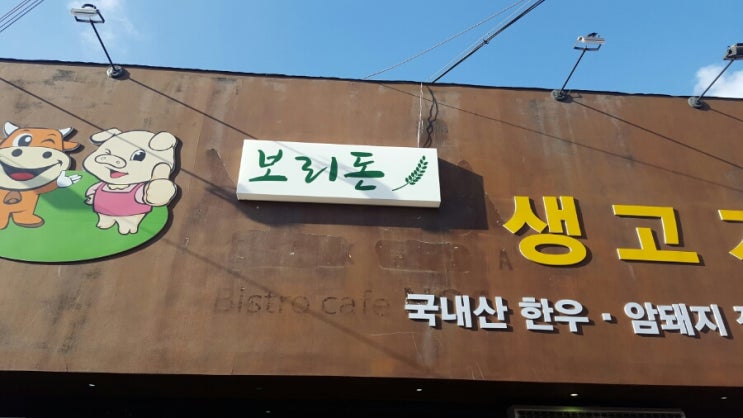 보리돈
생고
Bistro cafe
국내산 한우 · 암돼지